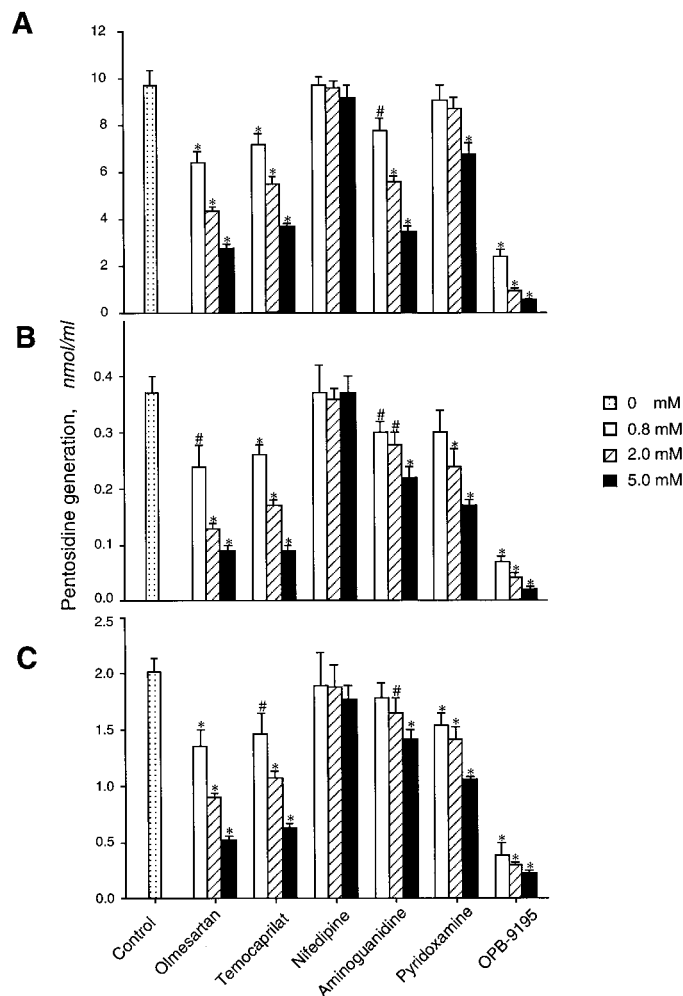 A
12
10
8
6
4
2
0
* * * * * * # * * * * * *
B
0.4
0.3
0.2
0.1
0.0
# * * * * * # # * * * * * *
C
2.5
2.0
1.5
1.0
0.5
0.0
* * * # * * # * * * * * * *
Pentosidine generation, nmol/ml
0 mM
0.8 mM
2.0 mM
5.0 mM
Control
Olmesartan
Temocaprilat
Nifedipine
Aminoguanidine
Pyridoxamine
OPB-9195